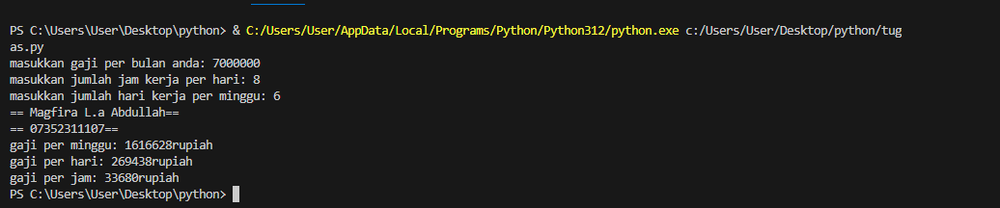 PS C:\Users\User\Desktop\python> & C:/Users/User/AppData/Local/Programs/Python/Python312/python.exe c:/Users/User/Desktop/python/tug
as.py
masukkan gaji per bulan anda: 7000000
masukkan jumlah jam kerja per hari: 8
masukkan jumlah hari kerja per minggu: 6
== Magfira L.a Abdullah==
== 07352311107==
gaji per minggu: 1616628rupiah
gaji per hari: 269438rupiah
gaji per jam: 33680rupiah
PS C:\Users\User\Desktop\python>